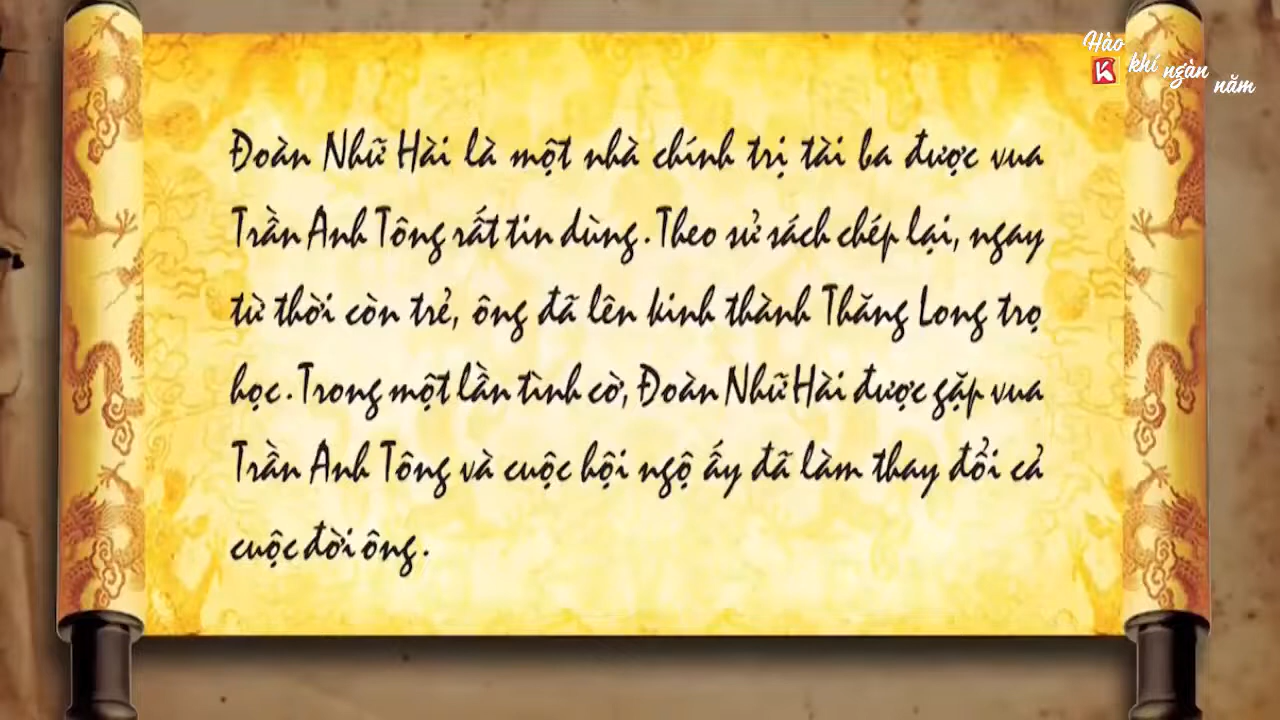 Hào
khí ngàn năm
Đoàn Nhữ Hài là một nhà chính trị tài ba được vua
Trần Anh Tông rất tin dùng. Theo sử sách chép lại, ngay
từ thời còn trẻ, ông đã lên kinh thành Thăng Long trọ
học. Trong một lần tình cờ, Đoàn Nhữ Hài được gặp vua
Trần Anh Tông và cuộc hội ngộ ấy đã làm thay đổi cả
cuộc đời ông.